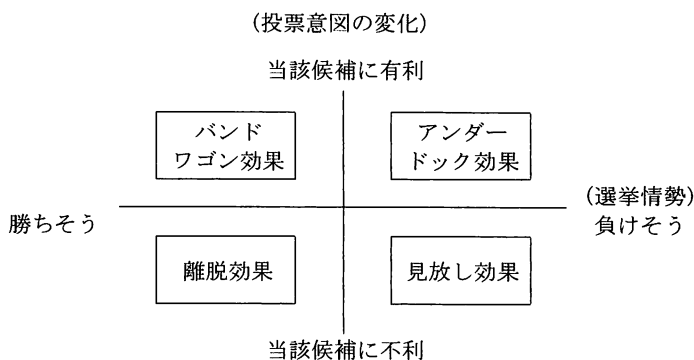 (投票意図の変化)
当該候補に有利
バンド
ワゴン効果
アンダー
ドック効果
勝ちそう
(選挙情勢)
負けそう
離脱効果
見放し効果
当該候補に不利